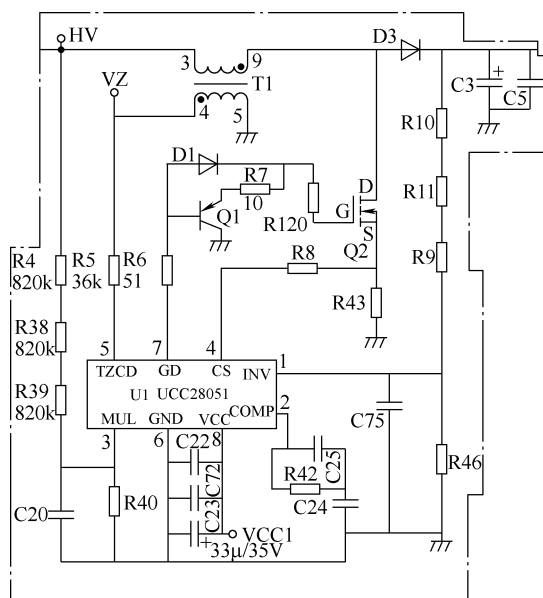 HV
D3
3
9
T1
VZ
4
5
C3
+
C5
R10
D1
R7
10
R11
D
G
S
Q1
R120
Q2
R9
R8
R4
820k
R5
36k
R6
51
R43
R38
820k
5
7
4
1
TZCD
GD
CS
INV
R39
820k
U1
UCC28051
COMP
2
MUL
GND
VCC
3
6
8
C75
C22
C72
C23
C25
R42
R46
C20
R40
C24
+
VCC1
33μ/35V